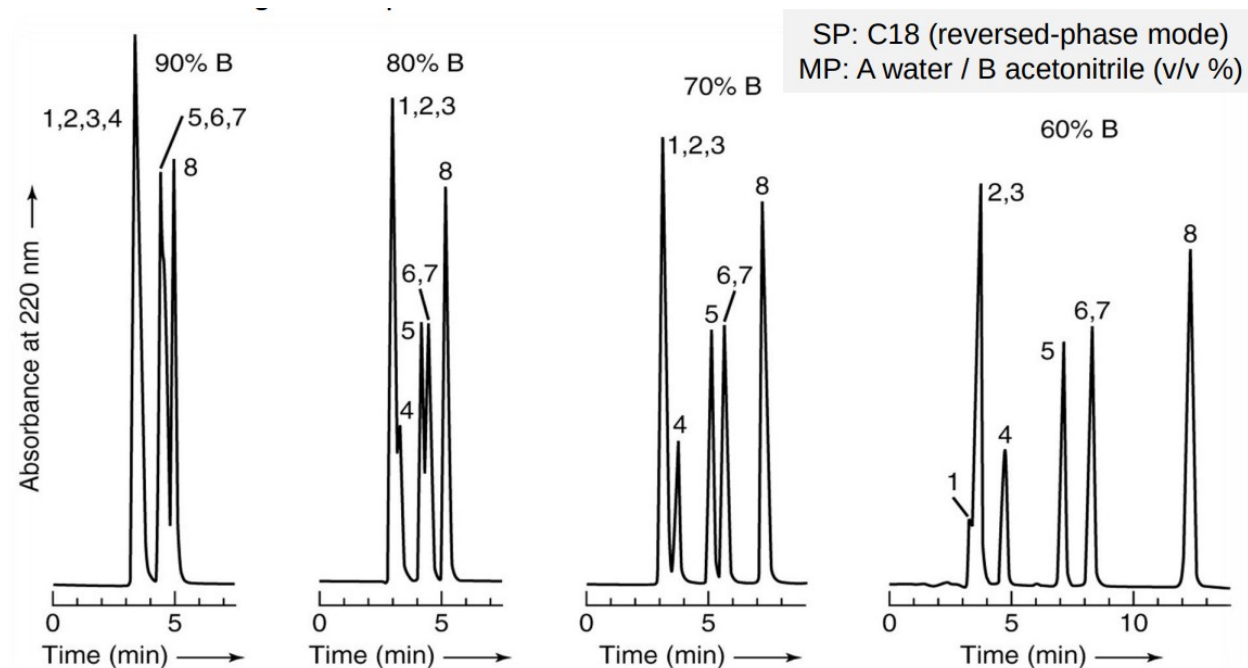 SP: C18 (reversed-phase mode)
MP: A water / B acetonitrile (v/v %)
Absorbance at 220 nm
90% B
1,2,3,4
5,6,7
8
0
5
Time (min)
80% B
1,2,3
8
6,7
5
4
0
5
Time (min)
70% B
1,2,3
8
6,7
5
4
0
5
Time (min)
60% B
2,3
8
6,7
5
4
1
0
5
10
Time (min)